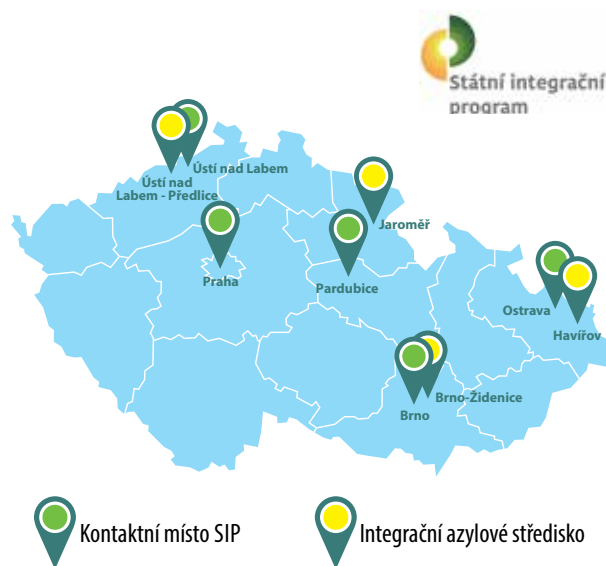 Státní integrační
program
Ústí nad Labem
Ústí nad
Labem - Předlice
Jaroměř
Praha
Pardubice
Ostrava
Havířov
Brno-Židenice
Brno
Kontaktní místo SIP
Integrační azylové středisko